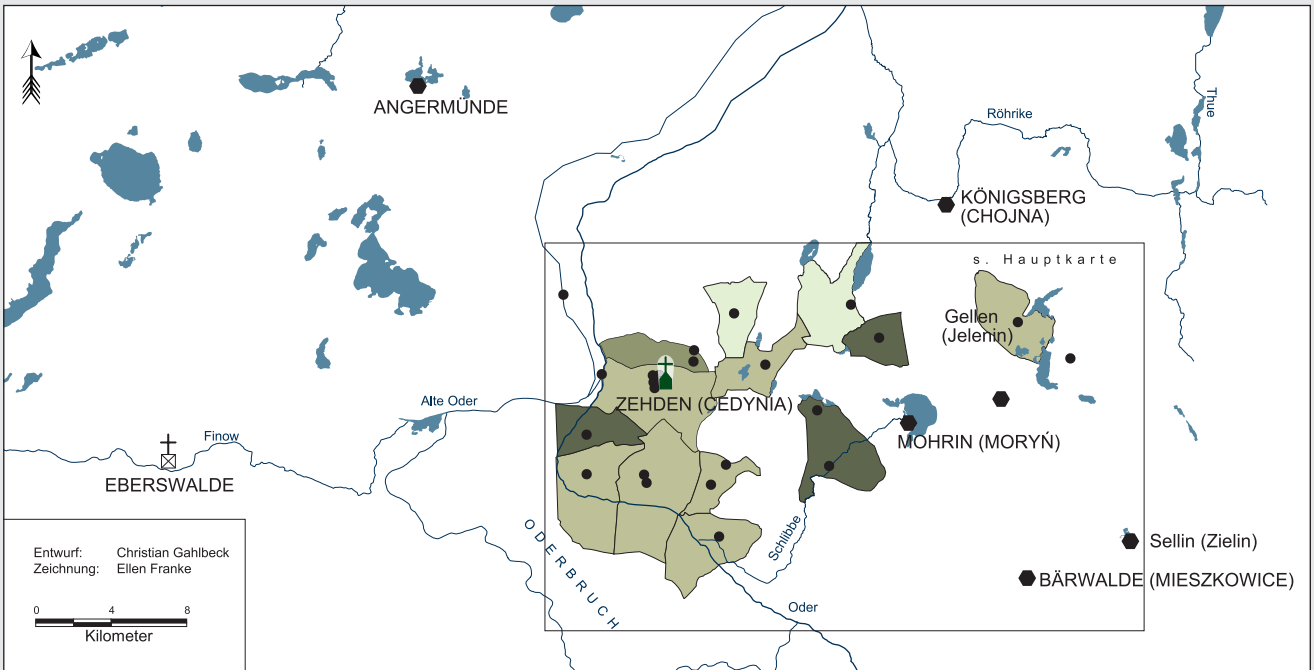 ANGERMÜNDE
Röhrike
Thue
KÖNIGSBERG
(CHOJNA)
s. Hauptkarte
Gellen
(Jelenin)
Alte Oder
ZEHDEN (CEDYNIA)
Finow
MOHRIN (MORYŃ)
EBERSWALDE
ODERBRUCH
Schlibbe
Sellin (Zielin)
BÄRWALDE (MIESZKOWICE)
Oder
Entwurf: Christian Gahlbeck
Zeichnung: Ellen Franke
0 4 8
Kilometer